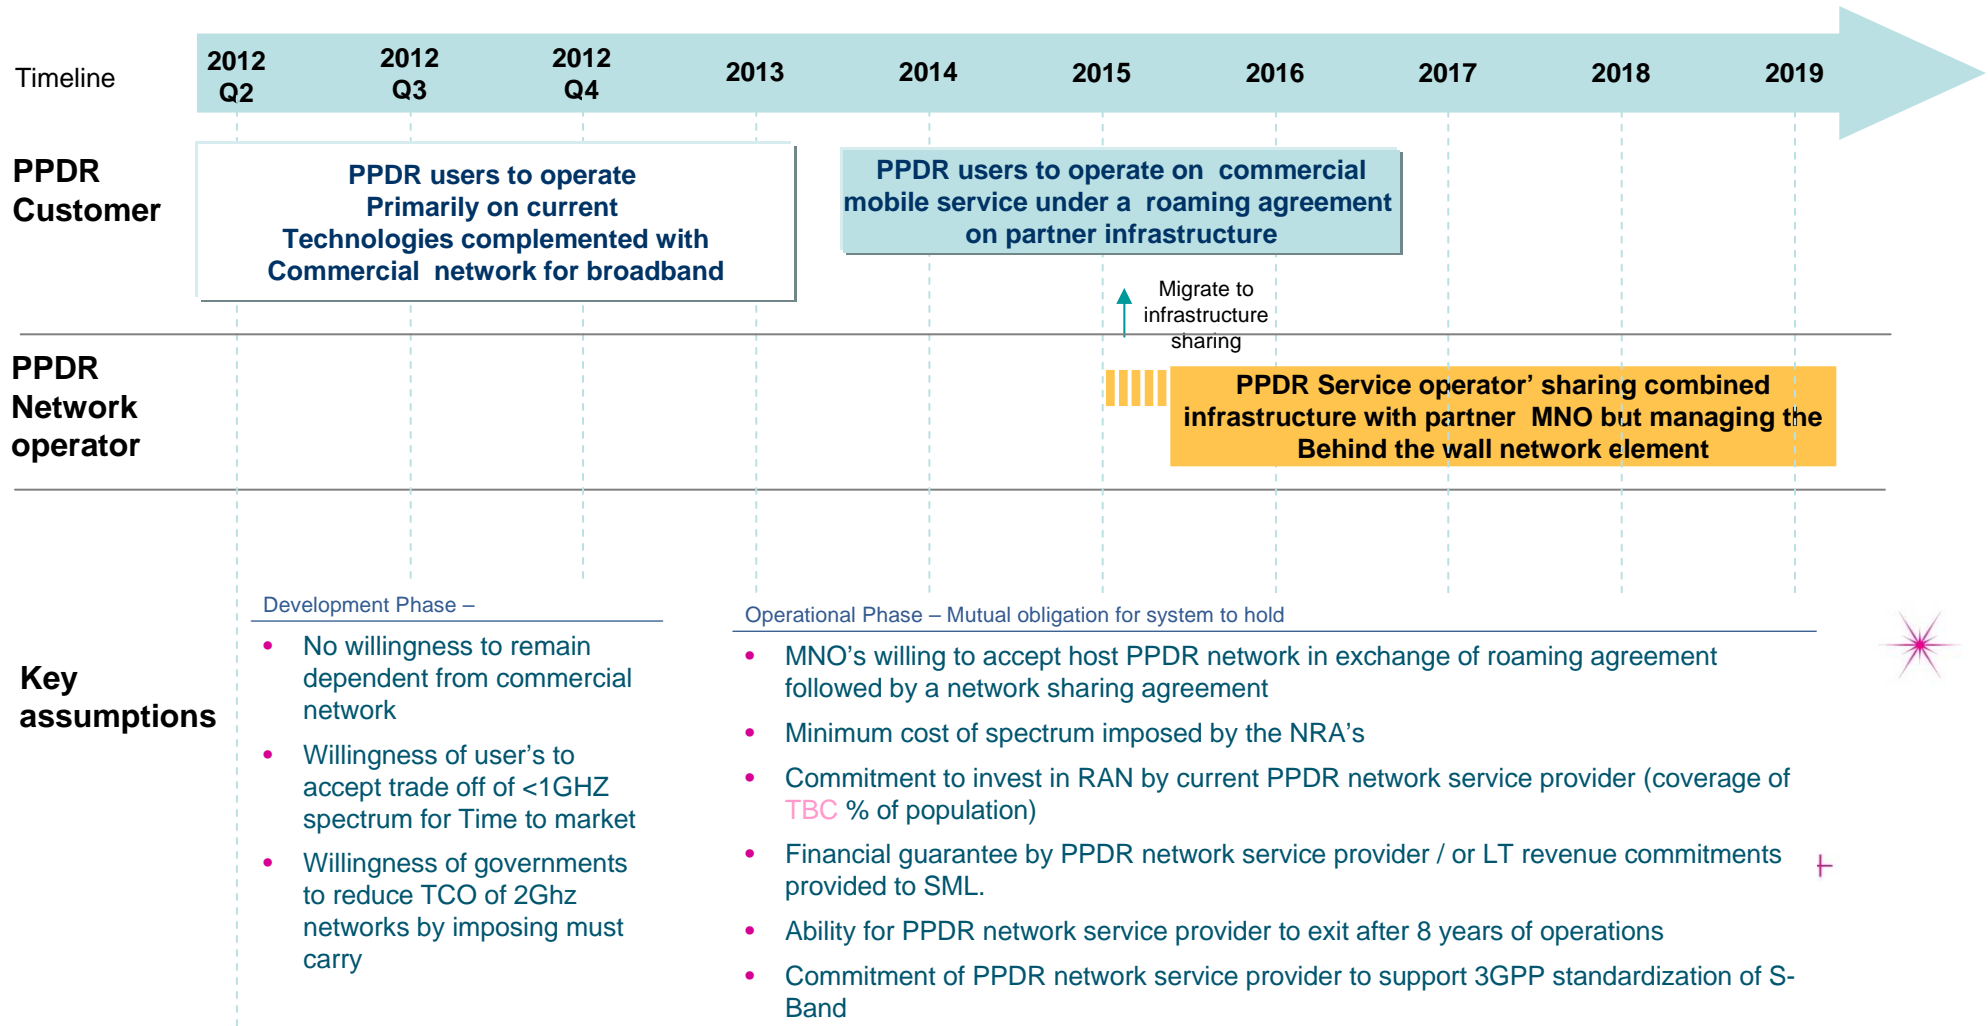 Timeline
2012 Q2
2012 Q3
2012 Q4
2013
2014
2015
2016
2017
2018
2019
PPDR
Customer
PPDR users to operate
Primarily on current
Technologies complemented with
Commercial network for broadband
PPDR users to operate on commercial
mobile service under a roaming agreement
on partner infrastructure
Migrate to
infrastructure
sharing
PPDR
Network
operator
PPDR Service operator’ sharing combined
infrastructure with partner MNO but managing the
Behind the wall network element
Key
assumptions
Development Phase –
• No willingness to remain
dependent from commercial
network
• Willingness of user’s to
accept trade off of <1GHZ
spectrum for Time to market
• Willingness of governments
to reduce TCO of 2Ghz
networks by imposing must
carry
Operational Phase – Mutual obligation for system to hold
• MNO’s willing to accept host PPDR network in exchange of roaming agreement
followed by a network sharing agreement
• Minimum cost of spectrum imposed by the NRA’s
• Commitment to invest in RAN by current PPDR network service provider (coverage of
TBC % of population)
• Financial guarantee by PPDR network service provider / or LT revenue commitments
provided to SML.
• Ability for PPDR network service provider to exit after 8 years of operations
• Commitment of PPDR network service provider to support 3GPP standardization of S-
Band